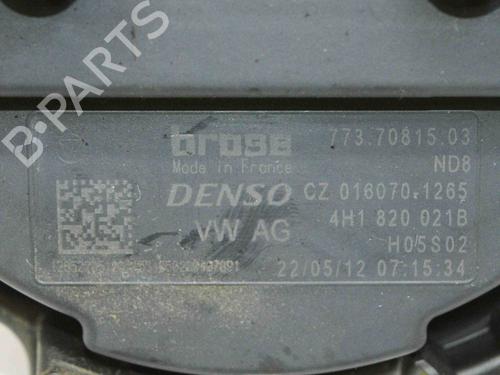 B-PARTS
brose 773.70815.03
Made in France ND8
DENSO CZ 016070-1265
VW AG 4H1 820 021B
H05S02
22/05/12 07:15:34